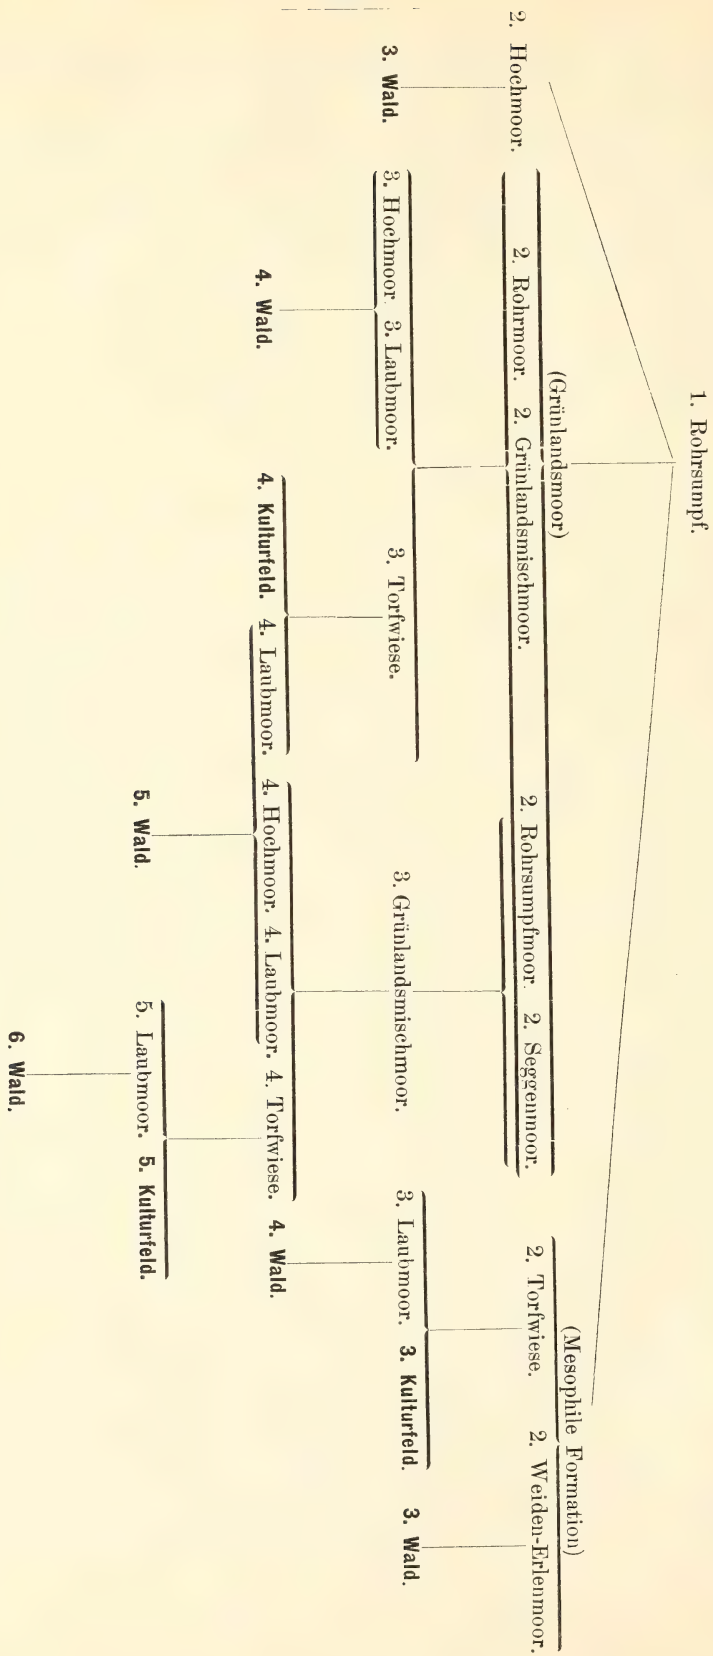 1. Rohrsumpf.
(Grünlandsmoor)
(Mesophile Formation)
2. Hochmoor.
2. Rohrmoor. 2. Grünlandsmischmoor.
2. Rohrsumpfmoor. 2. Seggenmoor.
2. Torfwiese. 2. Weiden-Erlenmoor.
3. Wald.
3. Hochmoor. 3. Laubmoor.
3. Torfwiese.
3. Grünlandsmischmoor.
3. Laubmoor. 3. Kulturfeld.
3. Wald.
4. Wald.
4. Kulturfeld. 4. Laubmoor.
4. Hochmoor. 4. Laubmoor. 4. Torfwiese.
4. Wald.
5. Wald.
5. Laubmoor. 5. Kulturfeld.
6. Wald.